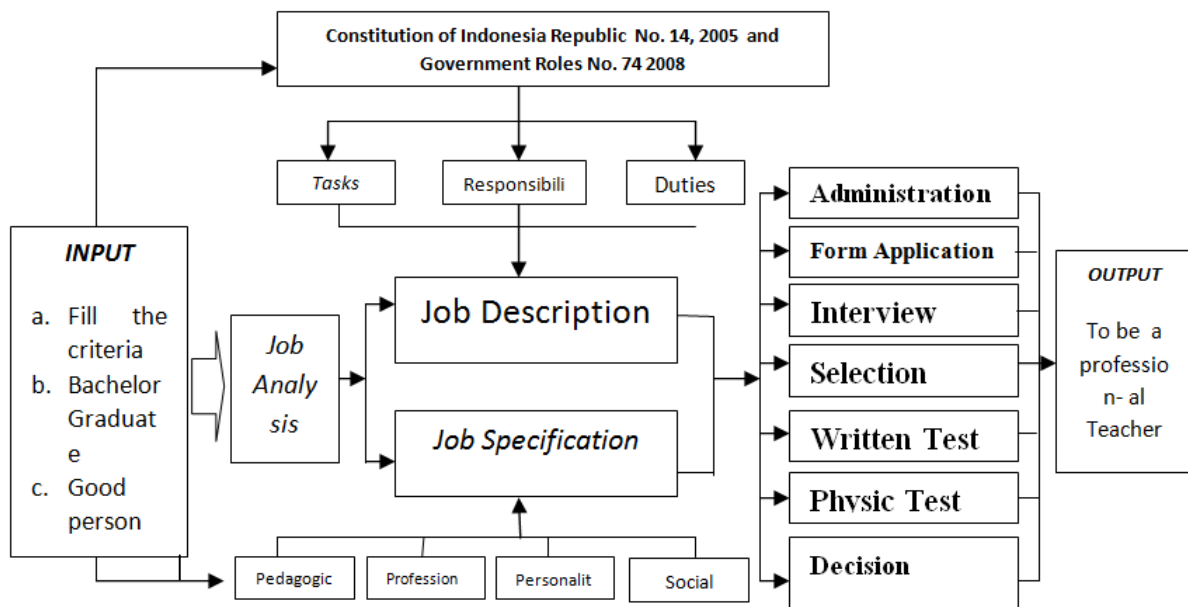 Constitution of Indonesia Republic No. 14, 2005 and
Government Roles No. 74 2008
Tasks
Responsibili
Duties
INPUT
a. Fill the
criteria
b. Bachelor
Graduat
e
c. Good
person
Job
Analy
sis
Job Description
Job Specification
Pedagogic
Profession
Personalit
Social
Administration
Form Application
Interview
Selection
Written Test
Physic Test
Decision
OUTPUT
To be a
professio
n- al
Teacher